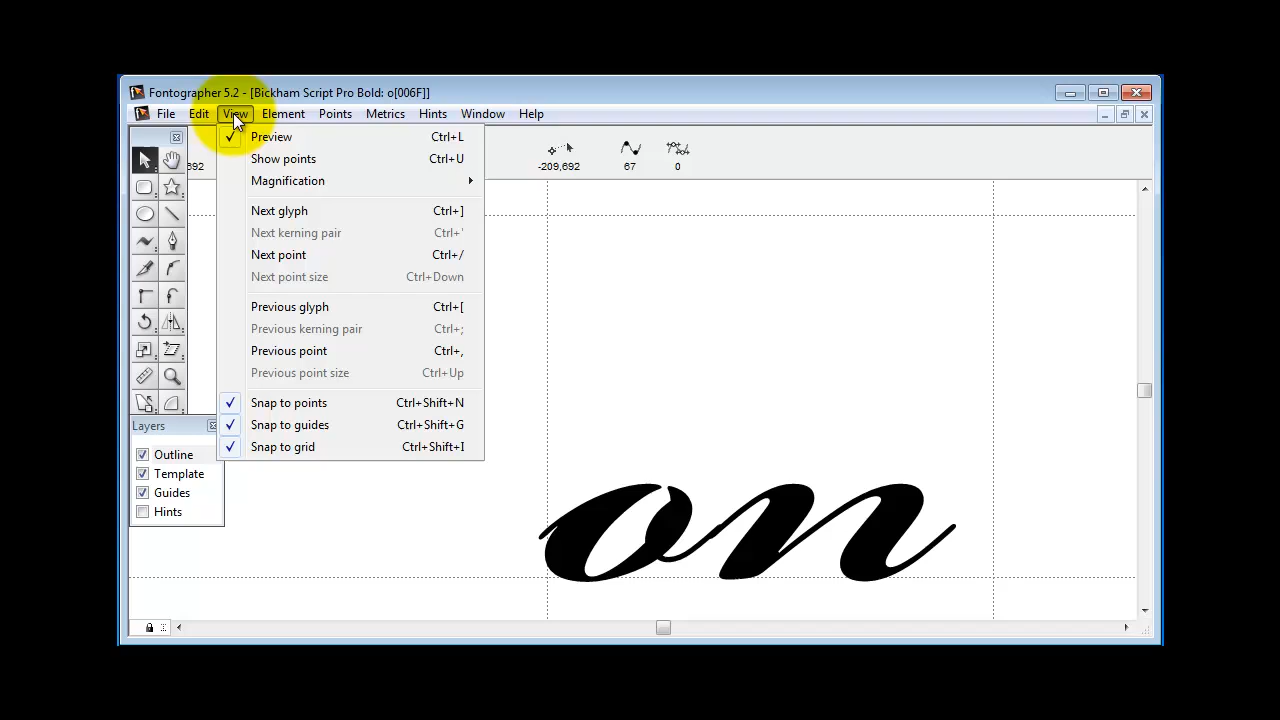 Fontographer 5.2 - [Bickham Script Pro Bold: o[006F]]
File Edit View Element Points Metrics Hints Window Help
Preview Ctrl+L
892 -209,692 67 0
Show points Ctrl+U
Magnification
Next glyph Ctrl+]
Next kerning pair Ctrl+'
Next point Ctrl+/
Next point size Ctrl+Down
Previous glyph Ctrl+[
Previous kerning pair Ctrl+;
Previous point Ctrl+,
Previous point size Ctrl+Up
Snap to points Ctrl+Shift+N
Snap to guides Ctrl+Shift+G
Snap to grid Ctrl+Shift+I
Layers
Outline
Template
Guides
Hints
on